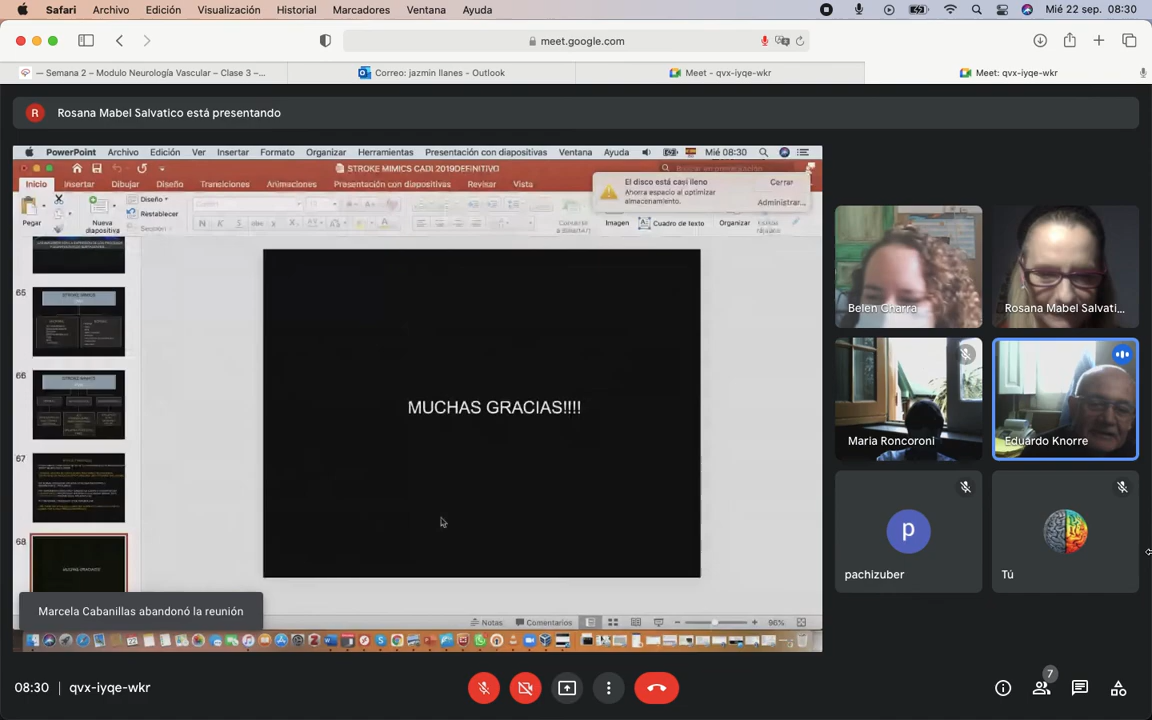 Safari Archivo Edición Visualización Historial Marcadores Ventana Ayuda Mié 22 sep. 08:30
meet.google.com
— Semana 2 – Modulo Neurología Vascular – Clase 3 –...
Correo: jazmin llanes – Outlook
Meet - qvx-iyqe-wkr
Meet: qvx-iyqe-wkr
R Rosana Mabel Salvatico está presentando
PowerPoint Archivo Edición Ver Insertar Formato Organizar Herramientas Presentación con diapositivas Ventana Ayuda Mié 08:30
STROKE MIMICS CADI 2019DEFINITIVO
Inicio Insertar Dibujar Diseño Transiciones Animaciones Presentación con diapositivas Revisar Vista
El disco está casi lleno
Ahorra espacio al optimizar
almacenamiento.
Cerrar
Administrar...
Pegar
Nueva
diapositiva
Diseño
Restablecer
Sección
Imagen
Cuadro de texto
Organizar
65
66
67
68
MUCHAS GRACIAS!!!!
Notas Comentarios 96%
Marcela Cabanillas abandonó la reunión
Belen Gharra
Rosana Mabel Salvati...
Maria Roncoroni
Eduardo Knorre
p
pachizuber
Tú
08:30 | qvx-iyqe-wkr
7